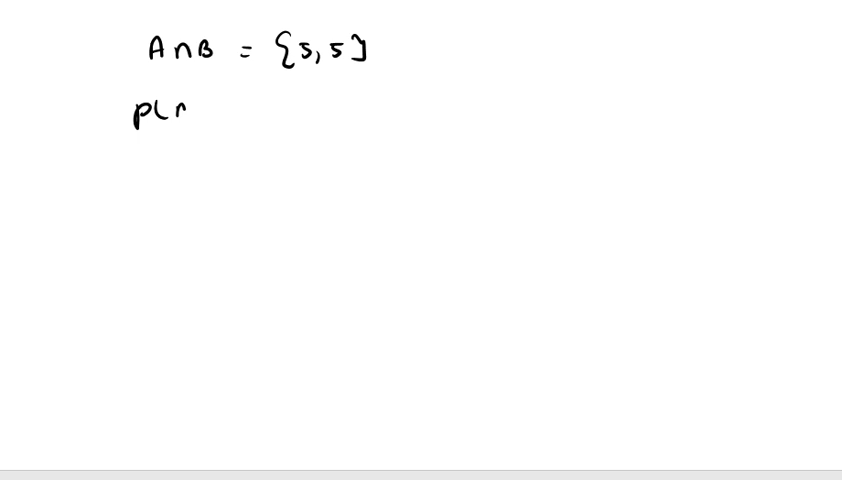 A∩B = {5,5}
P(